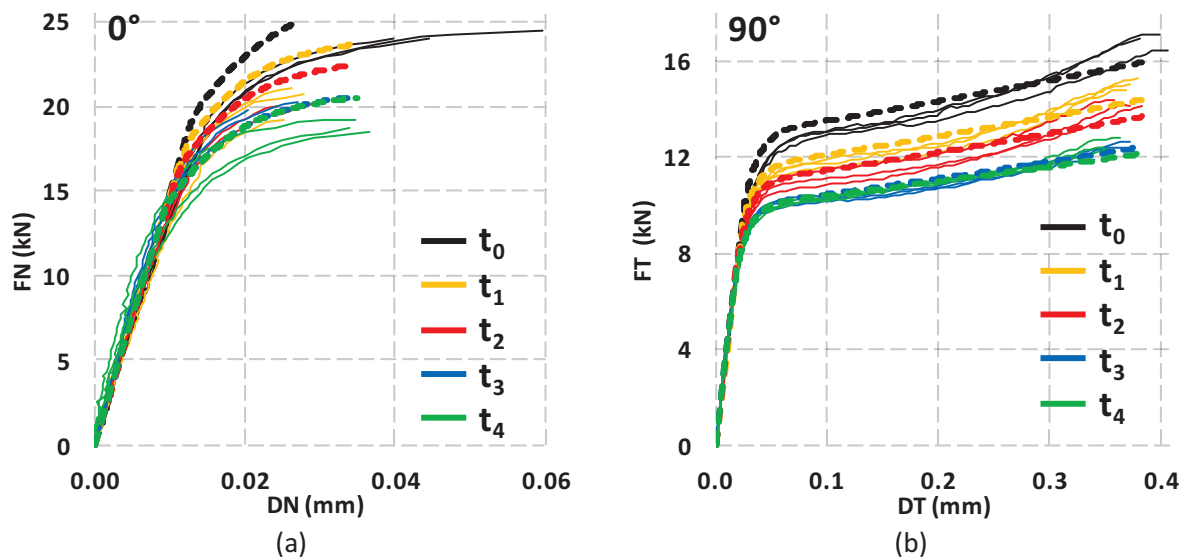 0°
FN (kN)
25
20
15
10
5
0
t0
t1
t2
t3
t4
0.00 0.02 0.04 0.06
DN (mm)
(a)
90°
FT (kN)
16
12
8
4
0
t0
t1
t2
t3
t4
0.0 0.1 0.2 0.3 0.4
DT (mm)
(b)